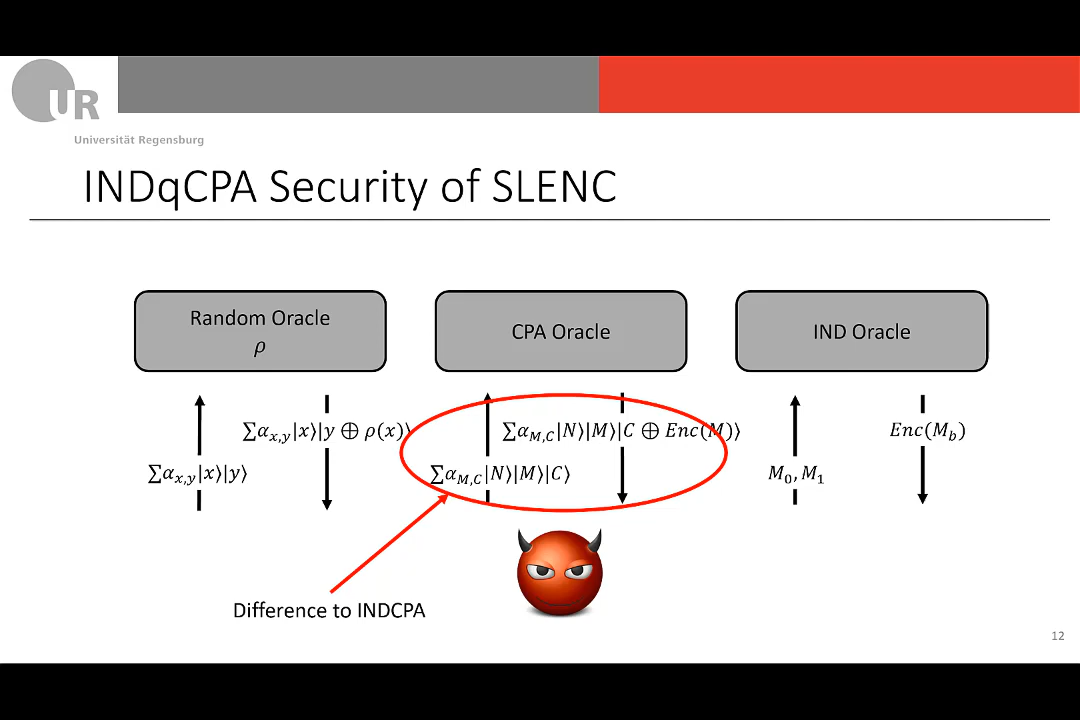 UR
Universität Regensburg
INDqCPA Security of SLENC
Random Oracle
ρ
CPA Oracle
IND Oracle
∑α_{x,y}|x⟩|y ⊕ ρ(x)⟩
∑α_{M,C}|N⟩|M⟩|C ⊕ Enc(M)⟩
Enc(M_b)
∑α_{x,y}|x⟩|y⟩
∑α_{M,C}|N⟩|M⟩|C⟩
M_0, M_1
Difference to INDCPA
12